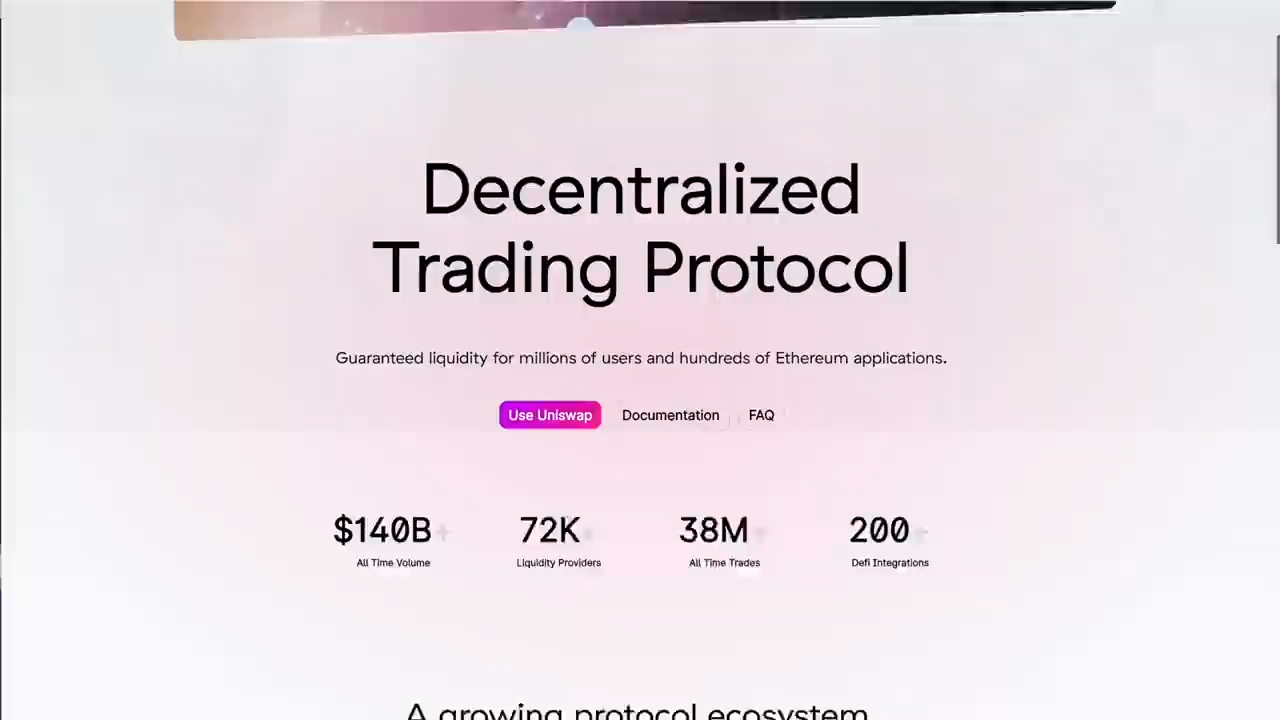 Decentralized
Trading Protocol
Guaranteed liquidity for millions of users and hundreds of Ethereum applications.
Use Uniswap Documentation FAQ
$140B+ 72K+ 38M+ 200+
All Time Volume Liquidity Providers All Time Trades Defi Integrations
A growing protocol ecosystem